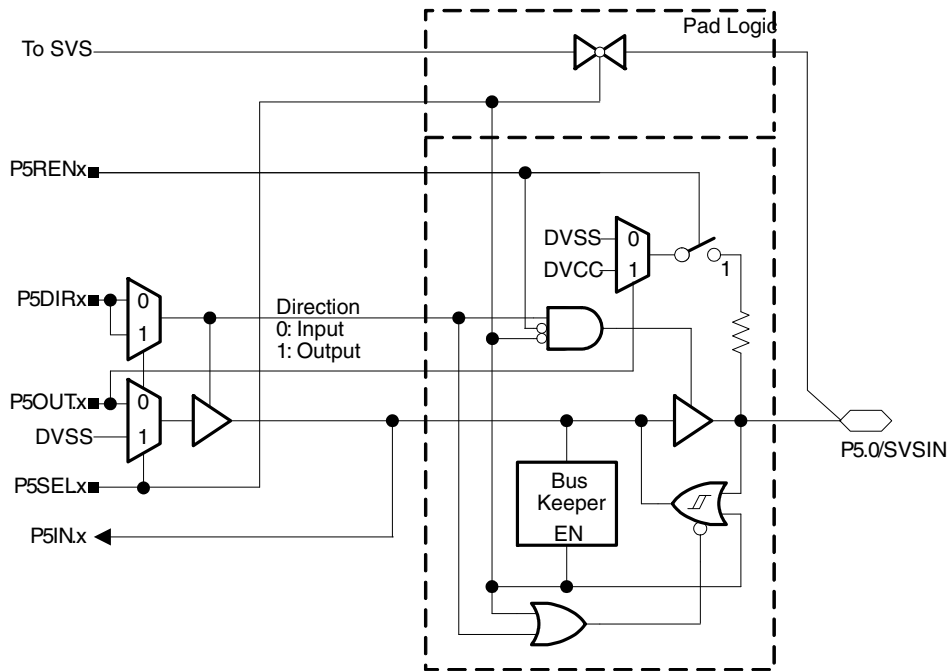 Pad Logic
To SVS
P5RENx
DVSS
0
DVCC
1
1
P5DIRx
0
1
Direction
0: Input
1: Output
P5OUT.x
0
DVSS
1
P5.0/SVSIN
P5SELx
Bus
Keeper
EN
P5IN.x